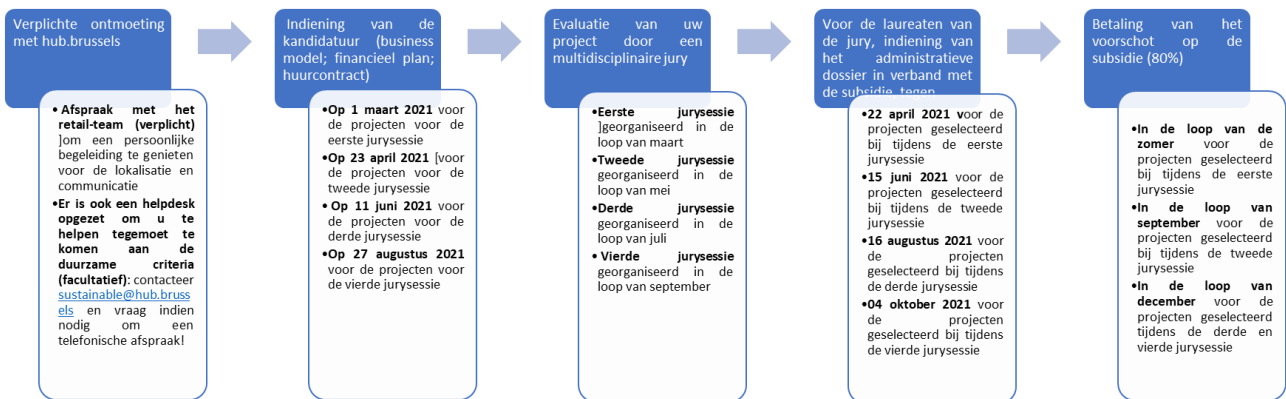 Verplichte ontmoeting
met hub.brussels
• Afspraak met het
retail-team (verplicht)
]om een persoonlijke
begeleiding te genieten
voor de lokalisatie en
communicatie
•Er is ook een helpdesk
opgezet om u te
helpen tegemoet te
komen aan de
duurzame criteria
(facultatief): contacteer
sustainable@hub.bruss
els en vraag indien
nodig om een
telefonische afspraak!
Indiening van de
kandidatuur (business
model; financieel plan;
huurcontract)
•Op 1 maart 2021 voor
de projecten voor de
eerste jurysessie
•Op 23 april 2021 [voor
de projecten voor de
tweede jurysessie
• Op 11 juni 2021 voor
de projecten voor de
derde jurysessie
•Op 27 augustus 2021
voor de projecten voor
de vierde jurysessie
Evaluatie van uw
project door een
multidisciplinaire jury
•Eerste jurysessie
]georganiseerd in de
loop van maart
•Tweede jurysessie
georganiseerd in de
loop van mei
•Derde jurysessie
georganiseerd in de
loop van juli
• Vierde jurysessie
georganiseerd in de
loop van september
Voor de laureaten van
de jury, indiening van
het administratieve
dossier in verband met
de subsidie, tegen
•22 april 2021 voor de
projecten geselecteerd
bij tijdens de eerste
jurysessie
•15 juni 2021 voor de
projecten geselecteerd
bij tijdens de tweede
jurysessie
•16 augustus 2021 voor
de projecten
geselecteerd bij tijdens
de derde jurysessie
•04 oktober 2021 voor
de projecten
geselecteerd bij tijdens
de vierde jurysessie
Betaling van het
voorschot op de
subsidie (80%)
•In de loop van de
zomer voor de
projecten geselecteerd
bij tijdens de eerste
jurysessie
•In de loop van
september voor de
projecten geselecteerd
bij tijdens de tweede
jurysessie
•In de loop van
december voor de
projecten geselecteerd
tijdens de derde en
vierde jurysessie